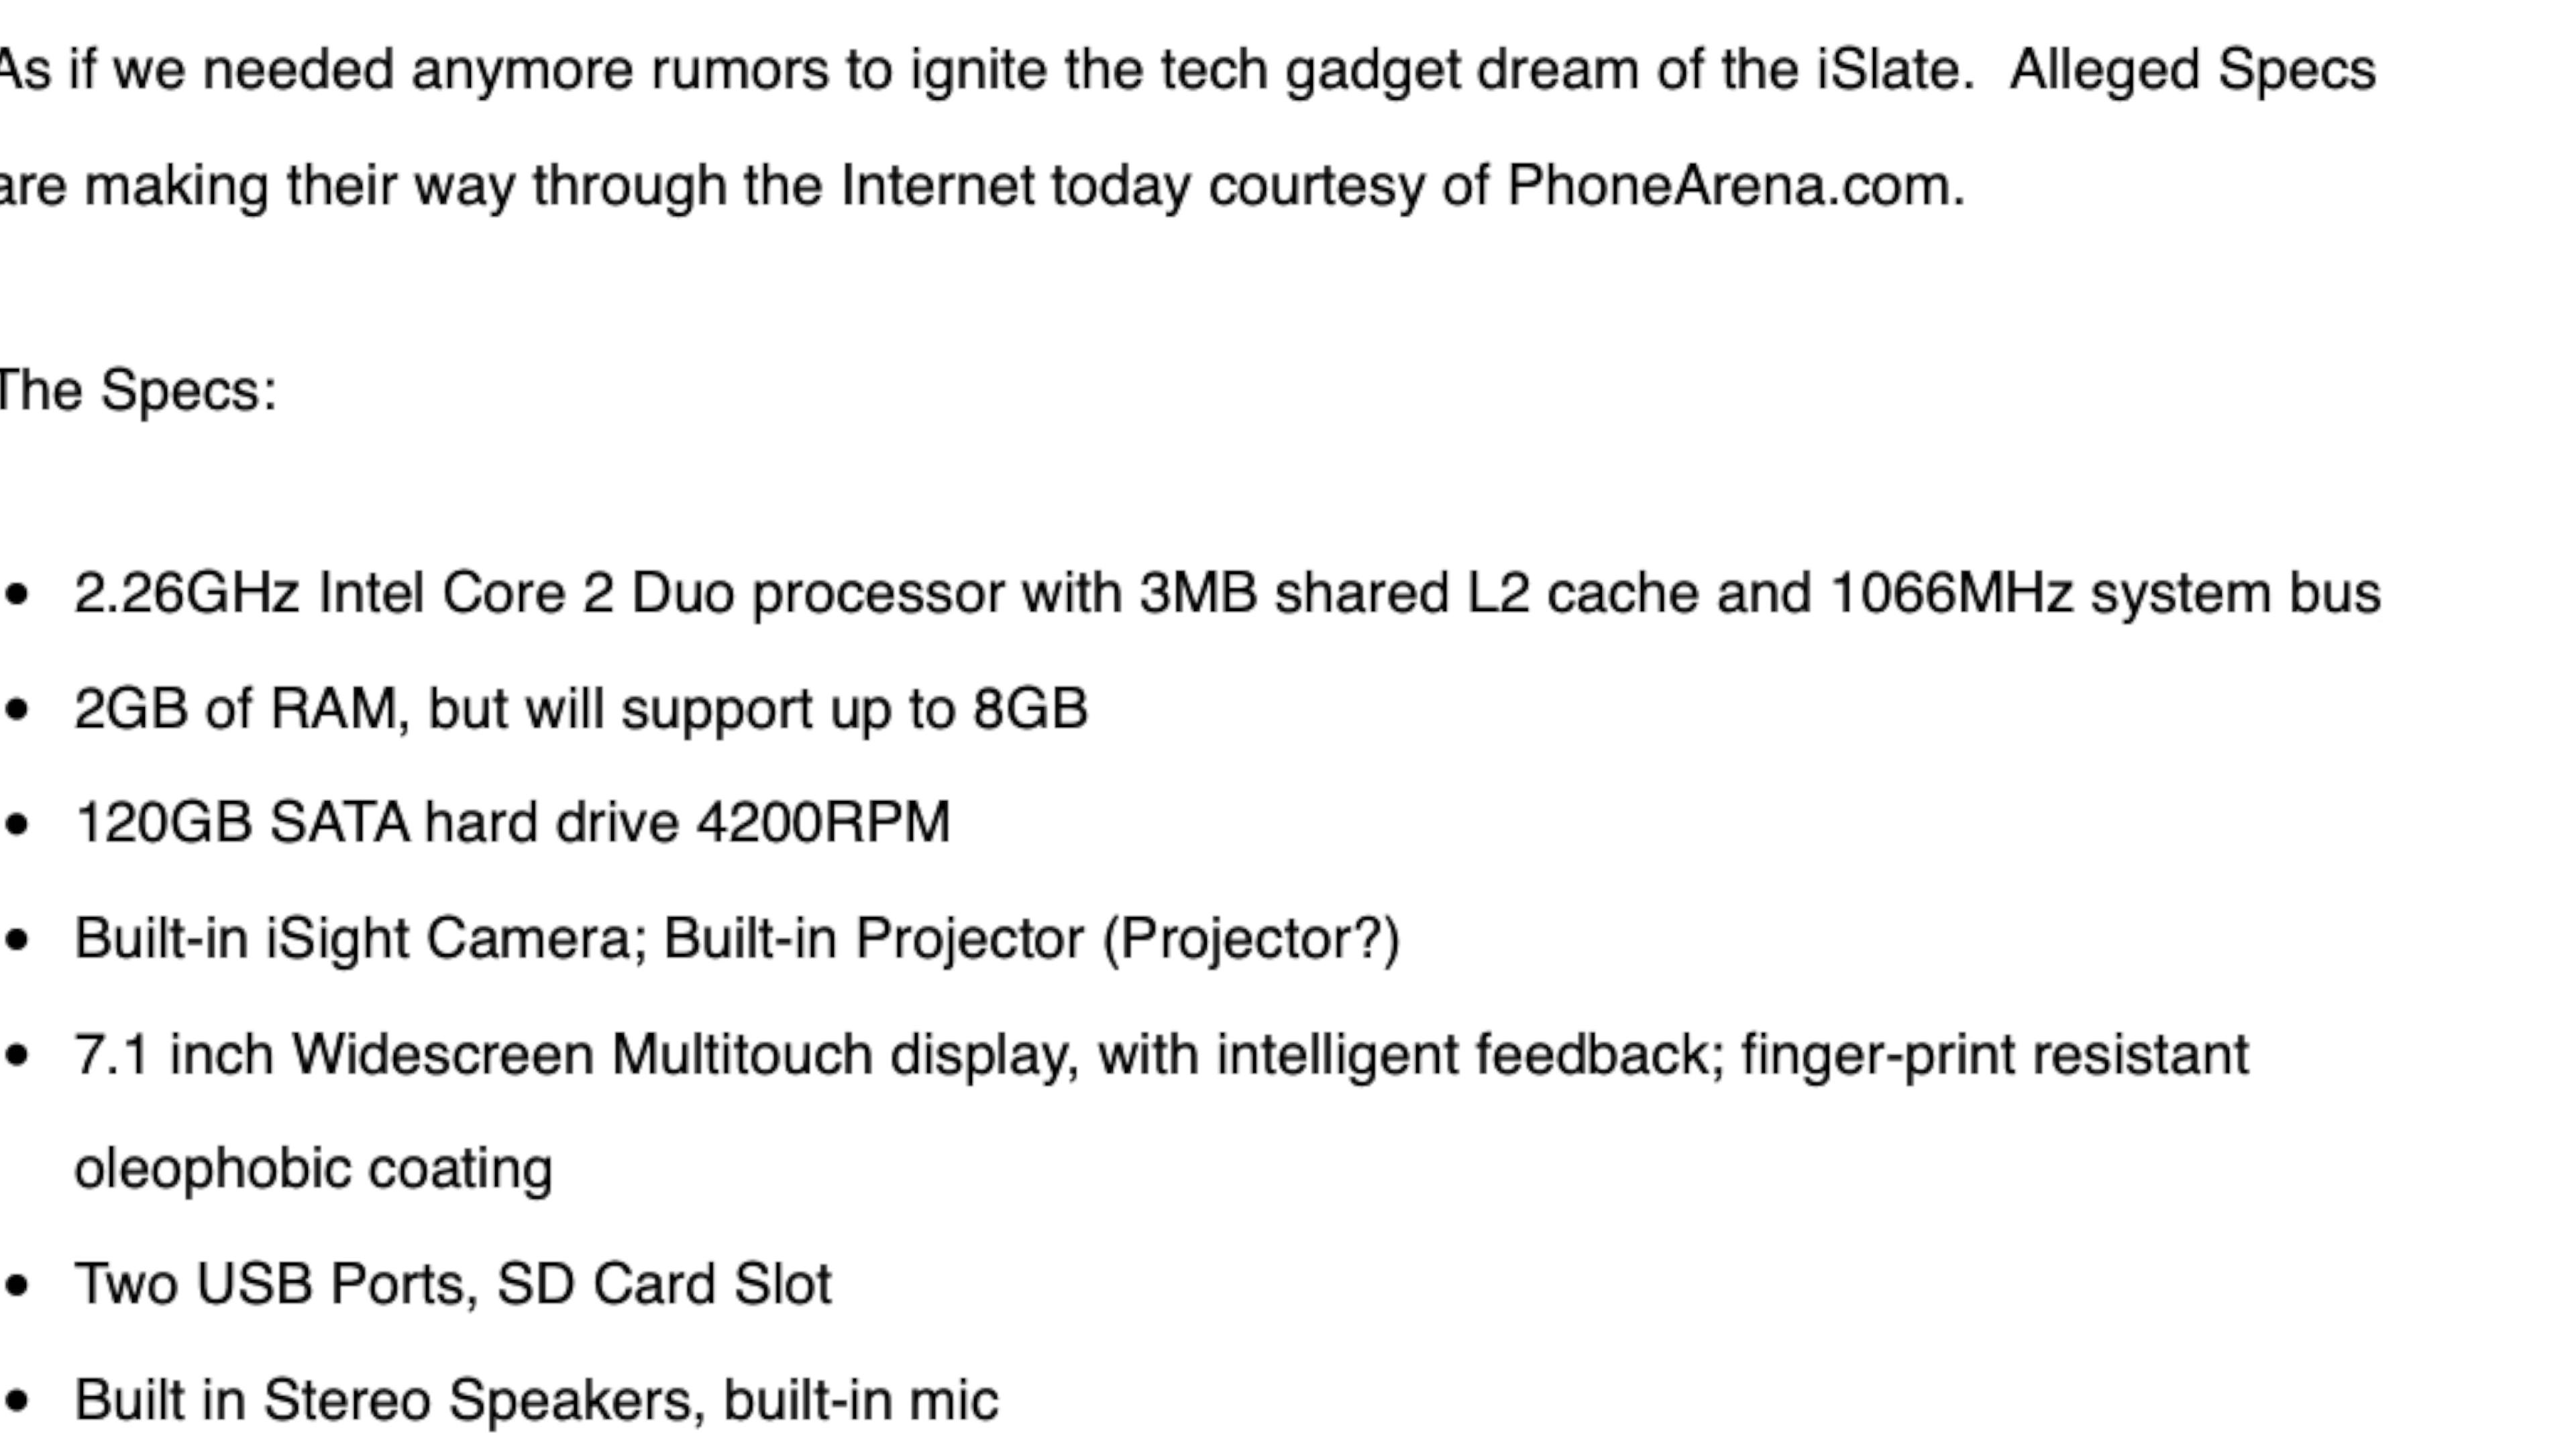 As if we needed anymore rumors to ignite the tech gadget dream of the iSlate.  Alleged Specs
are making their way through the Internet today courtesy of PhoneArena.com.
The Specs:
• 2.26GHz Intel Core 2 Duo processor with 3MB shared L2 cache and 1066MHz system bus
• 2GB of RAM, but will support up to 8GB
• 120GB SATA hard drive 4200RPM
• Built-in iSight Camera; Built-in Projector (Projector?)
• 7.1 inch Widescreen Multitouch display, with intelligent feedback; finger-print resistant
oleophobic coating
• Two USB Ports, SD Card Slot
• Built in Stereo Speakers, built-in mic